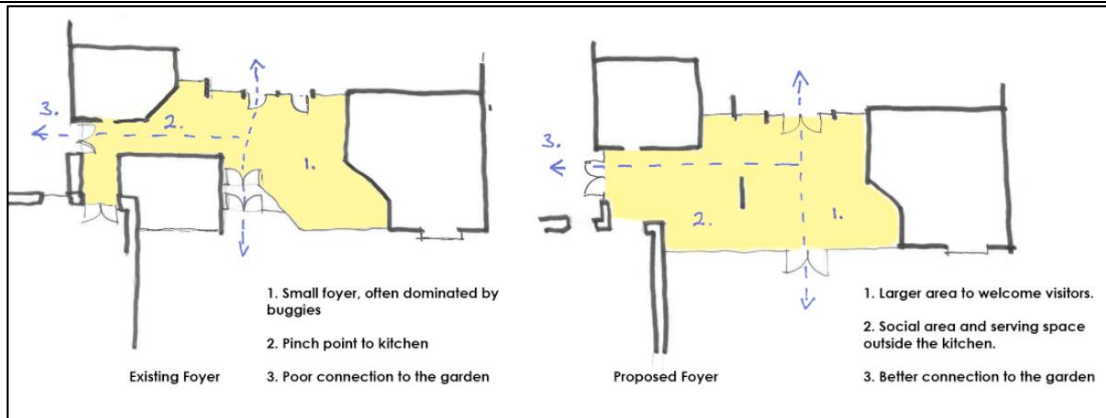 3.
2.
1.
1. Small foyer, often dominated by
buggies
2. Pinch point to kitchen
3. Poor connection to the garden
Existing Foyer
3.
2.
1.
1. Larger area to welcome visitors.
2. Social area and serving space
outside the kitchen.
3. Better connection to the garden
Proposed Foyer